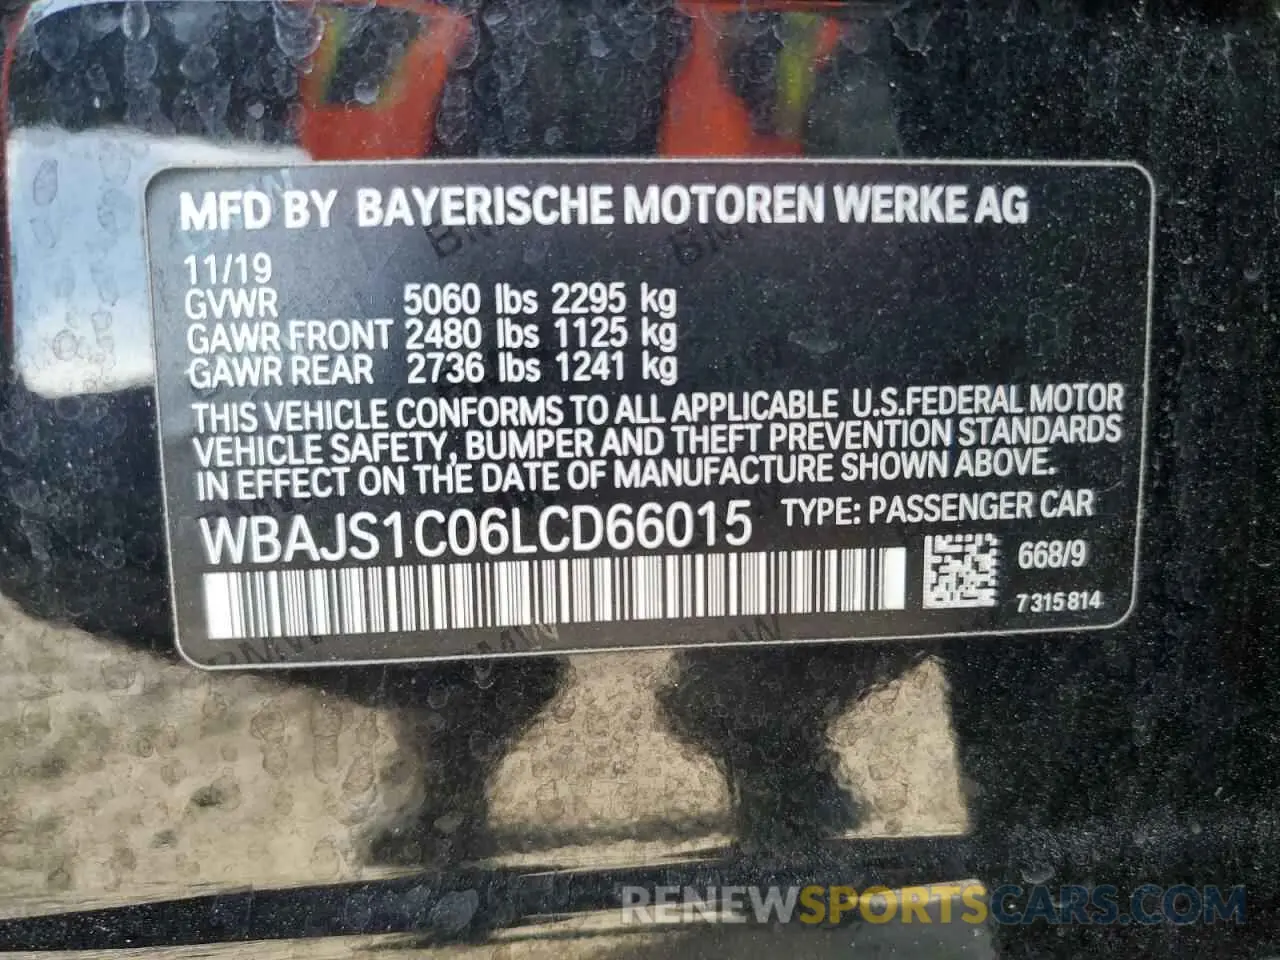 MFD BY BAYERISCHE MOTOREN WERKE AG
11/19
GVWR 5060 lbs 2295 kg
GAWR FRONT 2480 lbs 1125 kg
GAWR REAR 2736 lbs 1241 kg
THIS VEHICLE CONFORMS TO ALL APPLICABLE U.S.FEDERAL MOTOR
VEHICLE SAFETY, BUMPER AND THEFT PREVENTION STANDARDS
IN EFFECT ON THE DATE OF MANUFACTURE SHOWN ABOVE.
WBAJS1C06LCD66015 TYPE: PASSENGER CAR
668/9
7315814
RENEWSPORTSCARS.COM